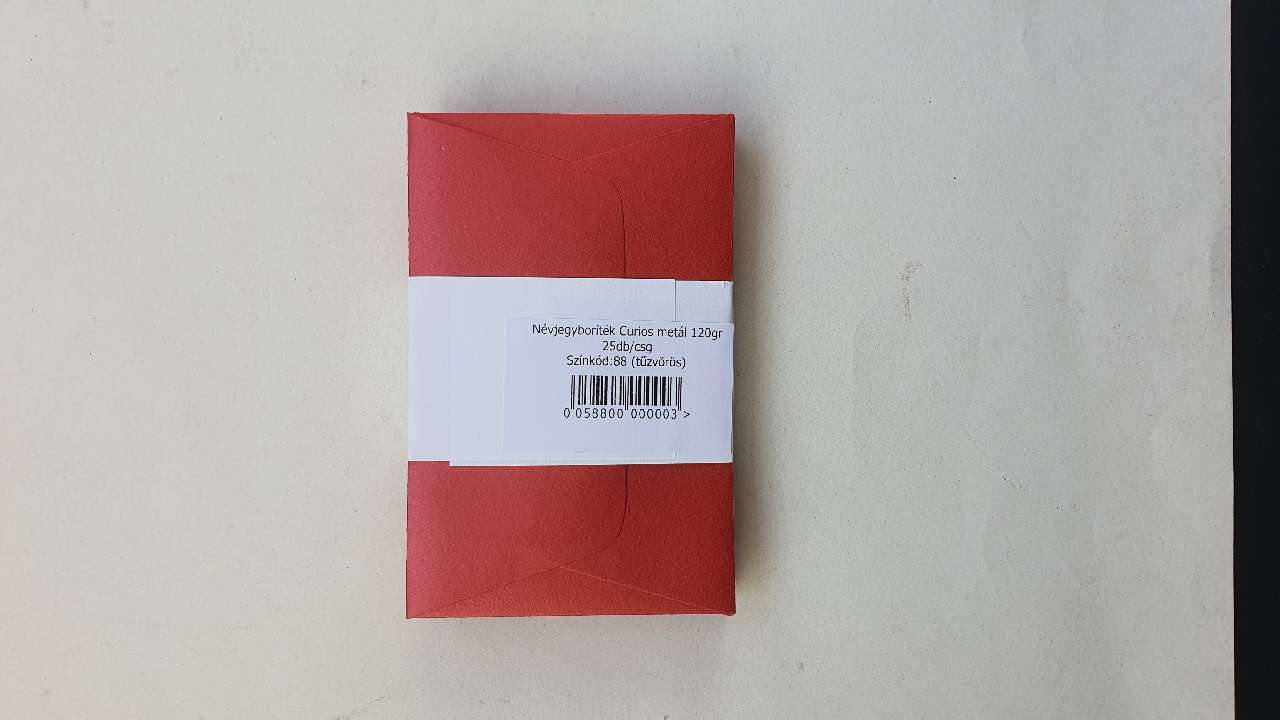 Névjegyboríték Curios metál 120gr
25db/csg
Színkód:88 (tűzvörös)
0 058800 000003 >